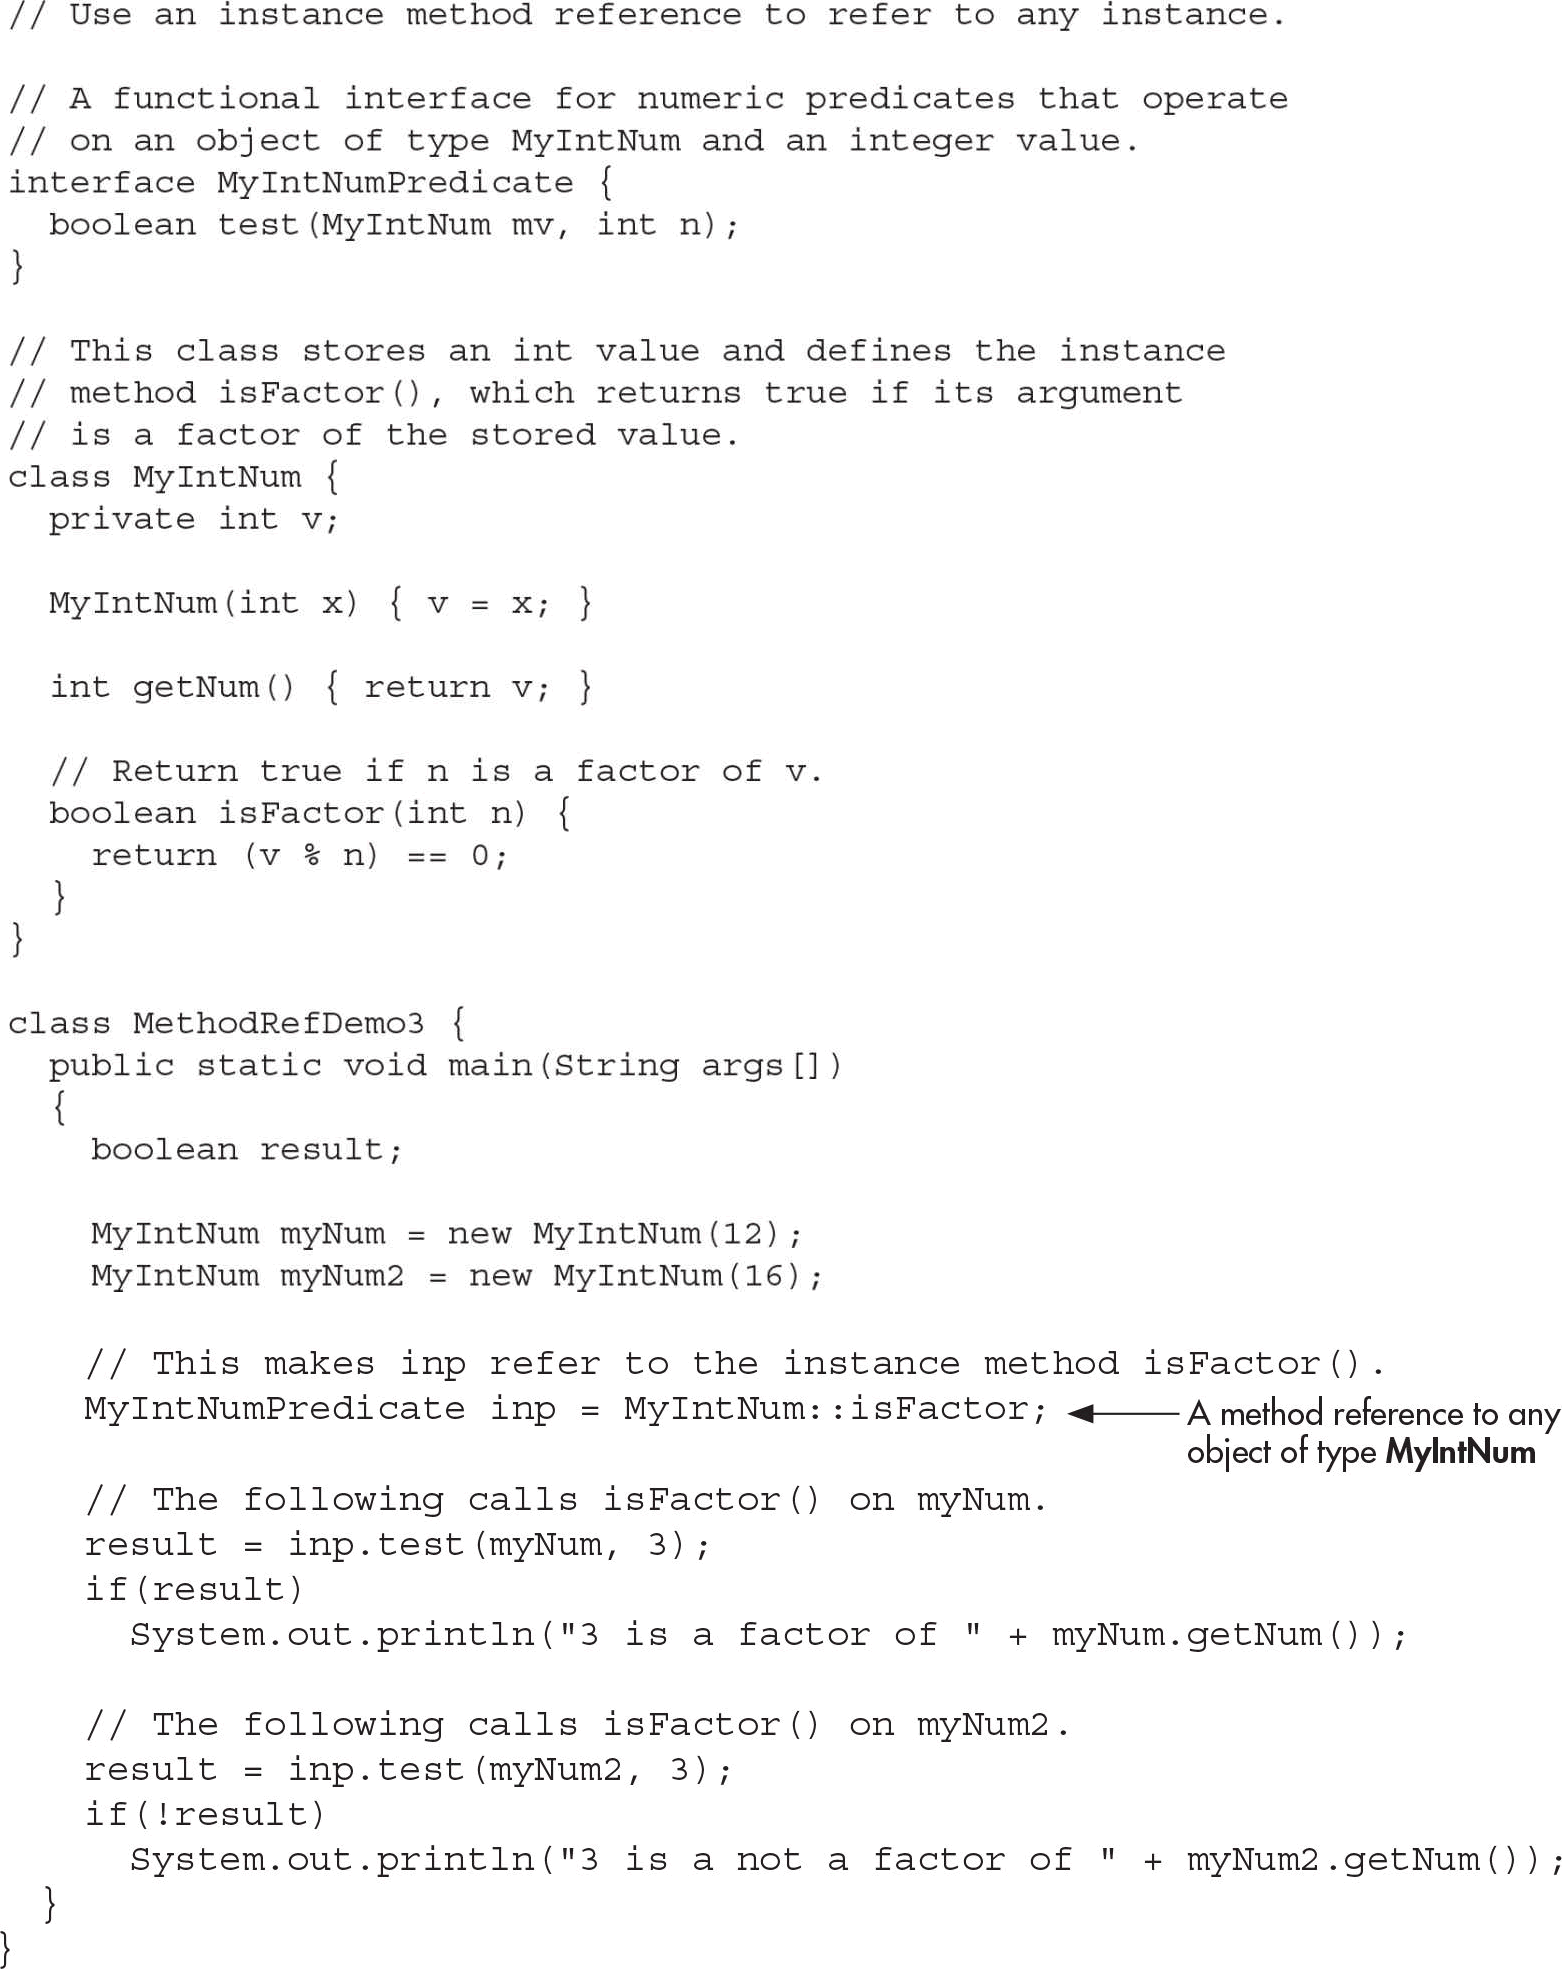 // Use an instance method reference to refer to any instance.

// A functional interface for numeric predicates that operate
// on an object of type MyIntNum and an integer value.
interface MyIntNumPredicate {
  boolean test(MyIntNum mv, int n);
}

// This class stores an int value and defines the instance
// method isFactor(), which returns true if its argument
// is a factor of the stored value.
class MyIntNum {
  private int v;

  MyIntNum(int x) { v = x; }

  int getNum() { return v; }

  // Return true if n is a factor of v.
  boolean isFactor(int n) {
    return (v % n) == 0;
  }
}

class MethodRefDemo3 {
  public static void main(String args[])
  {
    boolean result;

    MyIntNum myNum = new MyIntNum(12);
    MyIntNum myNum2 = new MyIntNum(16);

    // This makes inp refer to the instance method isFactor().
    MyIntNumPredicate inp = MyIntNum::isFactor;
A method reference to any
object of type MyIntNum

    // The following calls isFactor() on myNum.
    result = inp.test(myNum, 3);
    if(result)
      System.out.println("3 is a factor of " + myNum.getNum());

    // The following calls isFactor() on myNum2.
    result = inp.test(myNum2, 3);
    if(!result)
      System.out.println("3 is a not a factor of " + myNum2.getNum());
  }
}